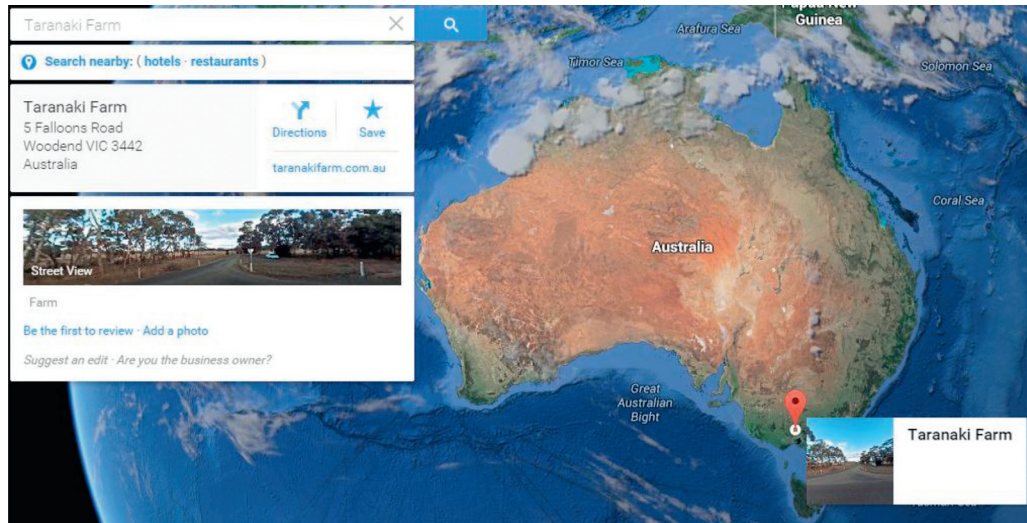 Taranaki Farm
Search nearby: ( hotels · restaurants )
Taranaki Farm
5 Falloons Road
Woodend VIC 3442
Australia
Directions
Save
taranakifarm.com.au
Street View
Farm
Be the first to review · Add a photo
Suggest an edit · Are you the business owner?
Guinea
Arafura Sea
Timor Sea
Solomon Sea
Coral Sea
Australia
Great
Australian
Bight
Taranaki Farm